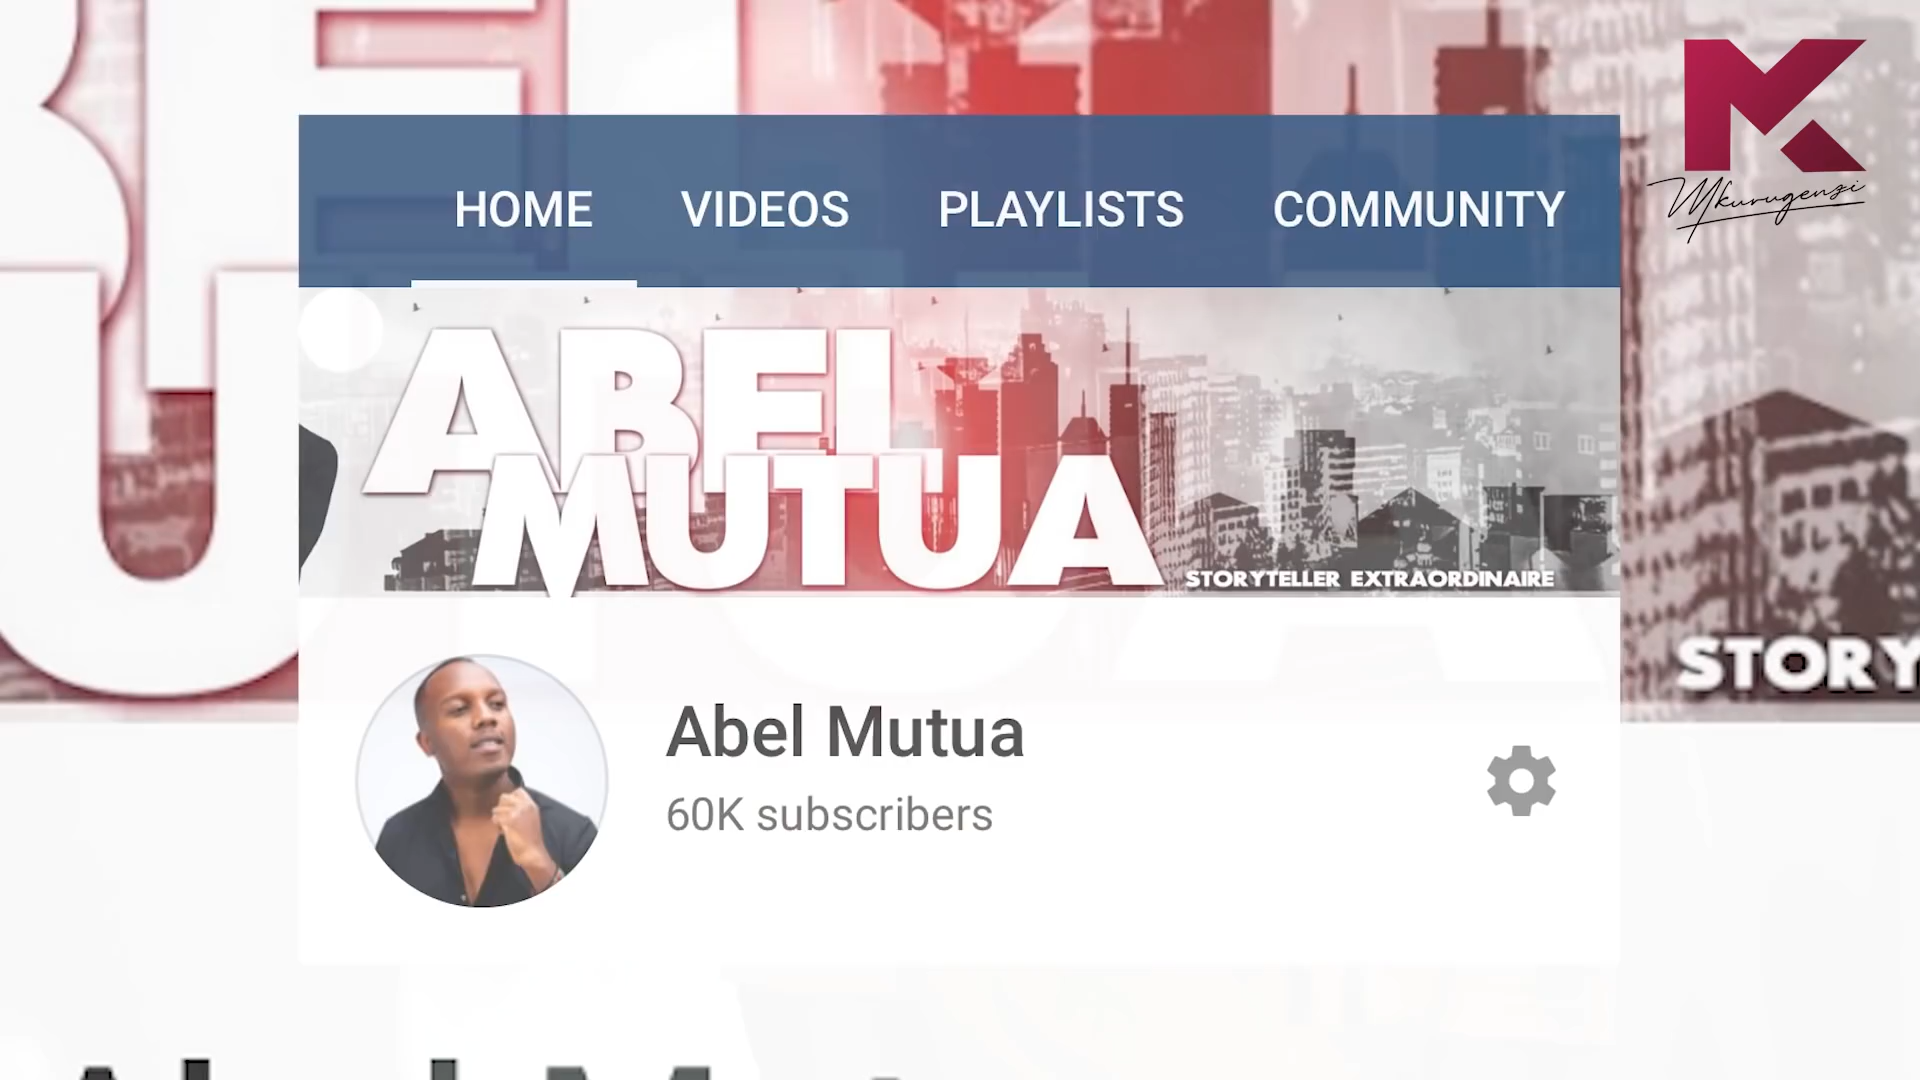 HOME VIDEOS PLAYLISTS COMMUNITY
Mkurugenzi
ABEL
MUTUA
STORYTELLER EXTRAORDINAIRE
STORY
Abel Mutua
60K subscribers